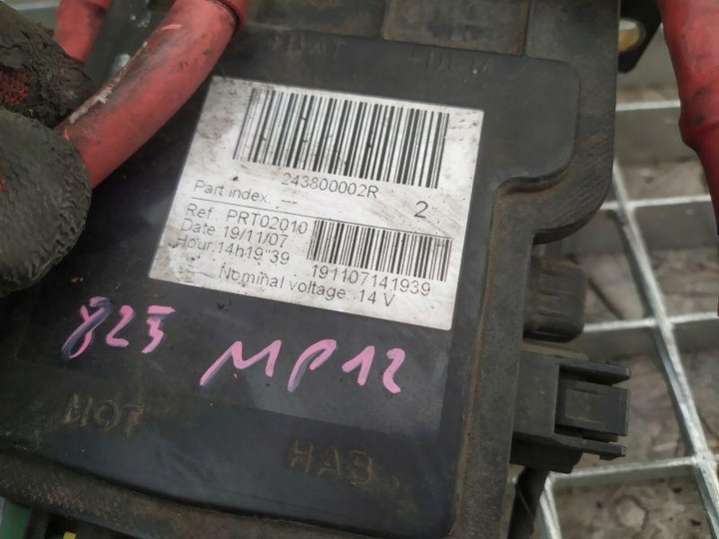 243800002R
Part index. ---
2
Ref PRT02010
Date 19/11/07
Hour.14h19'39
191107141939
Nominal voltage .14 V
823 MP12
MOT
HAB